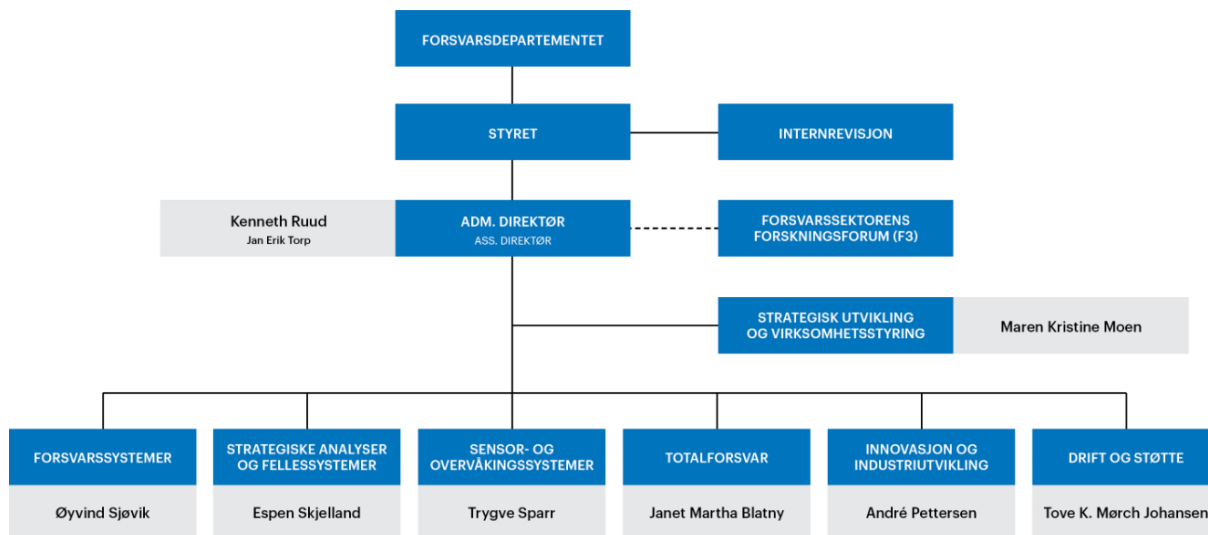 FORSVARSDEPARTEMENTET
STYRET
INTERNREVISJON
Kenneth Ruud
Jan Erik Torp
ADM. DIREKTØR
ASS. DIREKTØR
FORSVARSSEKTORENS
FORSKNINGSFORUM (F3)
STRATEGISK UTVIKLING
OG VIRKSOMHETSSTYRING
Maren Kristine Moen
FORSVARSSYSTEMER
Øyvind Sjøvik
STRATEGISKE ANALYSER
OG FELLESSYSTEMER
Espen Skjelland
SENSOR- OG
OVERVÅKINGSSYSTEMER
Trygve Sparr
TOTALFORSVAR
Janet Martha Blatny
INNOVASJON OG
INDUSTRIUTVIKLING
André Pettersen
DRIFT OG STØTTE
Tove K. Mørch Johansen